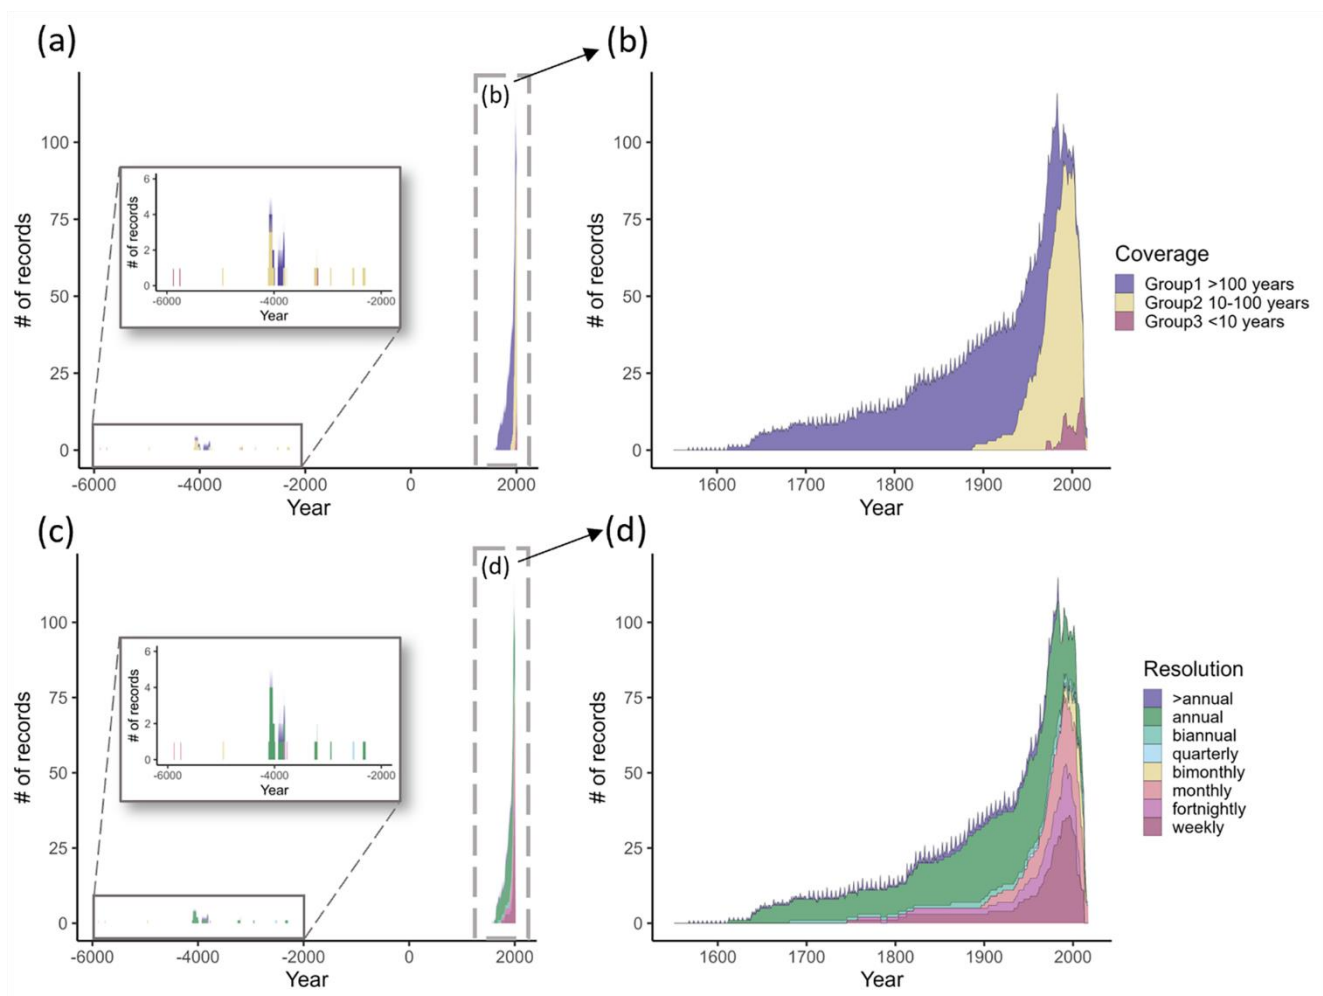 (a)
(b)
# of records
100
75
50
25
0
(b)
# of records
6
4
2
0
-6000
-4000
-2000
Year
-6000
-4000
-2000
0
2000
Year
# of records
100
75
50
25
0
1600
1700
1800
1900
2000
Year
Coverage
Group1 >100 years
Group2 10-100 years
Group3 <10 years
(c)
(d)
# of records
100
75
50
25
0
(d)
# of records
6
4
2
0
-6000
-4000
-2000
Year
-6000
-4000
-2000
0
2000
Year
# of records
100
75
50
25
0
1600
1700
1800
1900
2000
Year
Resolution
>annual
annual
biannual
quarterly
bimonthly
monthly
fortnightly
weekly